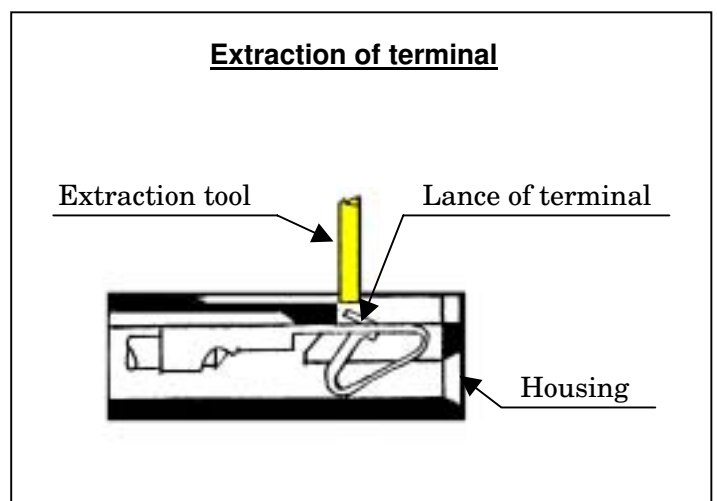 Extraction of terminal
Extraction tool
Lance of terminal
Housing